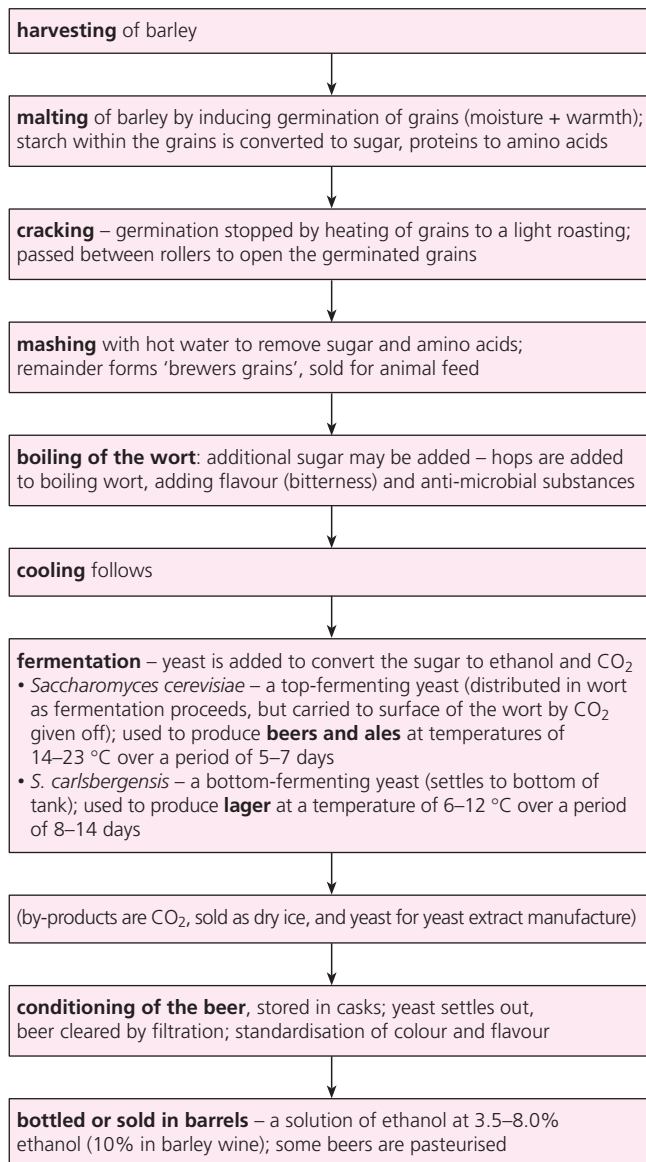 harvesting of barley
malting of barley by inducing germination of grains (moisture + warmth);
starch within the grains is converted to sugar, proteins to amino acids
cracking – germination stopped by heating of grains to a light roasting;
passed between rollers to open the germinated grains
mashing with hot water to remove sugar and amino acids;
remainder forms ‘brewers grains’, sold for animal feed
boiling of the wort: additional sugar may be added – hops are added
to boiling wort, adding flavour (bitterness) and anti-microbial substances
cooling follows
fermentation – yeast is added to convert the sugar to ethanol and CO₂
• Saccharomyces cerevisiae – a top-fermenting yeast (distributed in wort
as fermentation proceeds, but carried to surface of the wort by CO₂
given off); used to produce beers and ales at temperatures of
14–23 °C over a period of 5–7 days
• S. carlsbergensis – a bottom-fermenting yeast (settles to bottom of
tank); used to produce lager at a temperature of 6–12 °C over a period
of 8–14 days
(by-products are CO₂, sold as dry ice, and yeast for yeast extract manufacture)
conditioning of the beer, stored in casks; yeast settles out,
beer cleared by filtration; standardisation of colour and flavour
bottled or sold in barrels – a solution of ethanol at 3.5–8.0%
ethanol (10% in barley wine); some beers are pasteurised